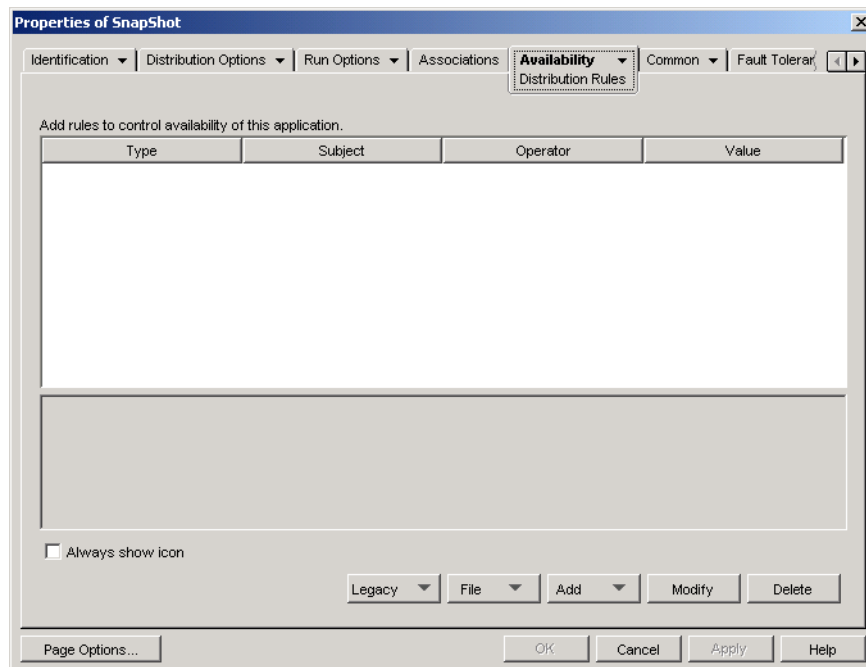 Properties of SnapShot
Identification Distribution Options Run Options Associations Availability Common Fault
Distribution Rules
Add rules to control availability of this application.
Type Subject Operator Value
Always show icon
Legacy File Add Modify Delete
Page Options... OK Cancel Apply Help